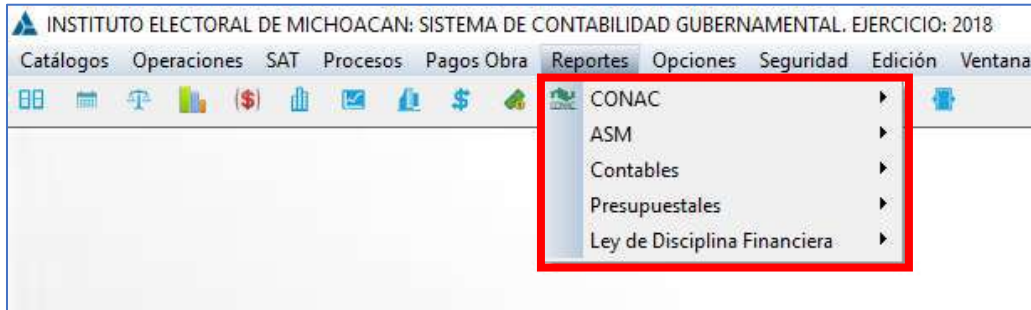 INSTITUTO ELECTORAL DE MICHOACAN: SISTEMA DE CONTABILIDAD GUBERNAMENTAL. EJERCICIO: 2018
Catálogos Operaciones SAT Procesos Pagos Obra Reportes Opciones Seguridad Edición Ventana
($) $ CONAC CONAC
ASM
Contables
Presupuestales
Ley de Disciplina Financiera